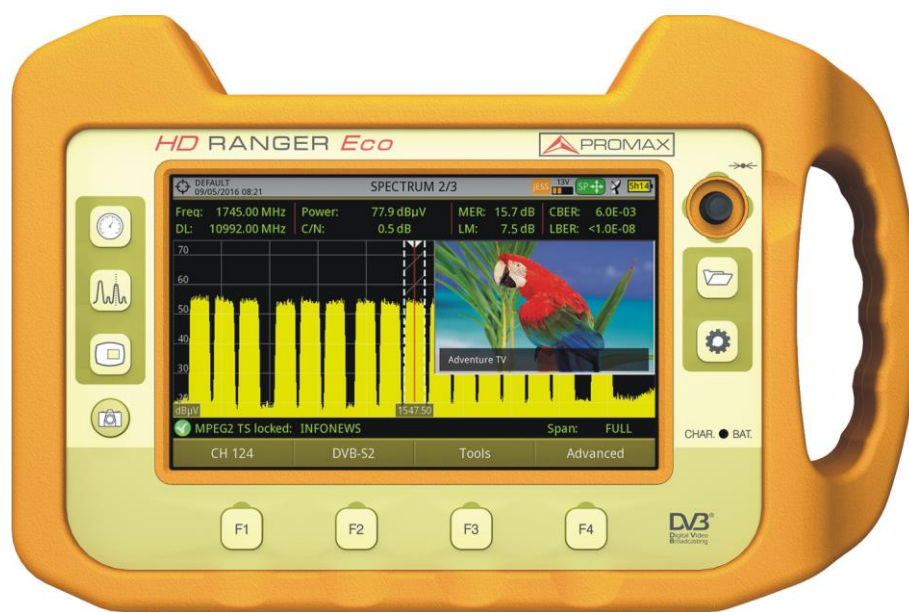 HD RANGER Eco
PROMAX
DEFAULT
09/05/2016 08:21
SPECTRUM 2/3
JESS
13V
SP
5h14
Freq: 1745.00 MHz
Power: 77.9 dBµV
MER: 15.7 dB
CBER: 6.0E-03
DL: 10992.00 MHz
C/N: 0.5 dB
LM: 7.5 dB
LBER: <1.0E-08
70
60
50
40
30
20
dBµV
1547.50
Adventure TV
MPEG2 TS locked: INFONEWS
Span: FULL
CH 124
DVB-S2
Tools
Advanced
CHAR. BAT.
F1
F2
F3
F4
DVB®
Digital Video
Broadcasting